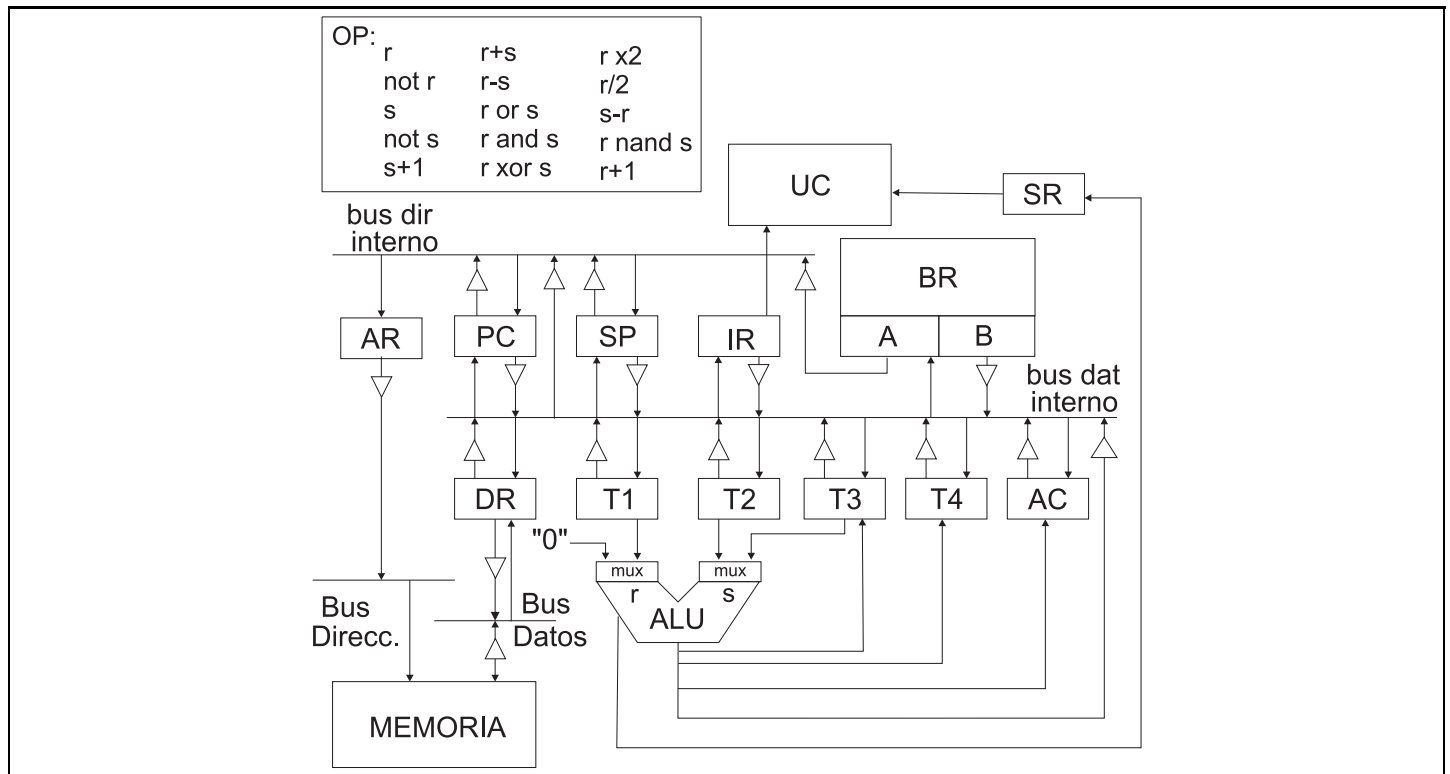 OP:
r r+s r x2
not r r-s r/2
s r or s s-r
not s r and s r nand s
s+1 r xor s r+1
UC
SR
bus dir
interno
BR
AR
PC
SP
IR
A
B
bus dat
interno
DR
T1
T2
T3
T4
AC
"0"
mux
mux
r
s
ALU
Bus
Direcc.
Bus
Datos
MEMORIA